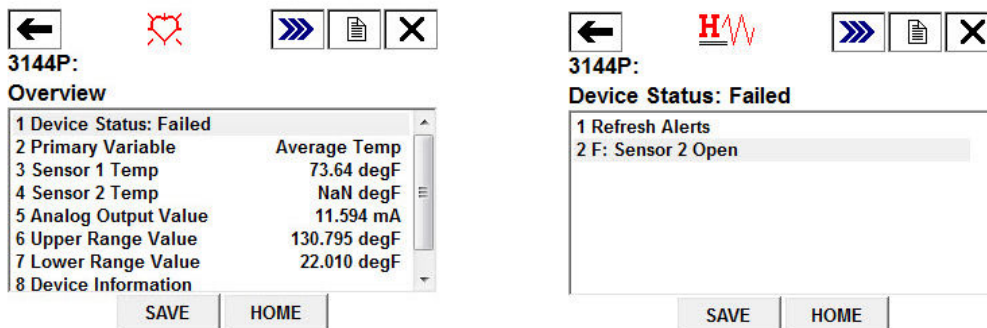 3144P:
Overview
1 Device Status: Failed
2 Primary Variable Average Temp
3 Sensor 1 Temp 73.64 degF
4 Sensor 2 Temp NaN degF
5 Analog Output Value 11.594 mA
6 Upper Range Value 130.795 degF
7 Lower Range Value 22.010 degF
8 Device Information
SAVE HOME
H
3144P:
Device Status: Failed
1 Refresh Alerts
2 F: Sensor 2 Open
SAVE HOME